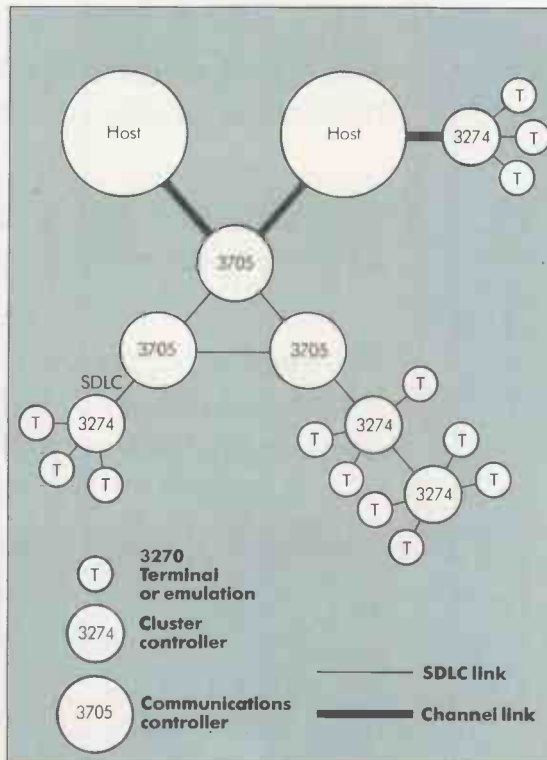 Host
Host
T
3274
T
T
3705
3705
3705
SDLC
T
3274
T
T
T
3274
T
T
T
3274
T
T
T
T
3270
Terminal
or emulation
3274
Cluster
controller
3705
Communications
controller
SDLC link
Channel link